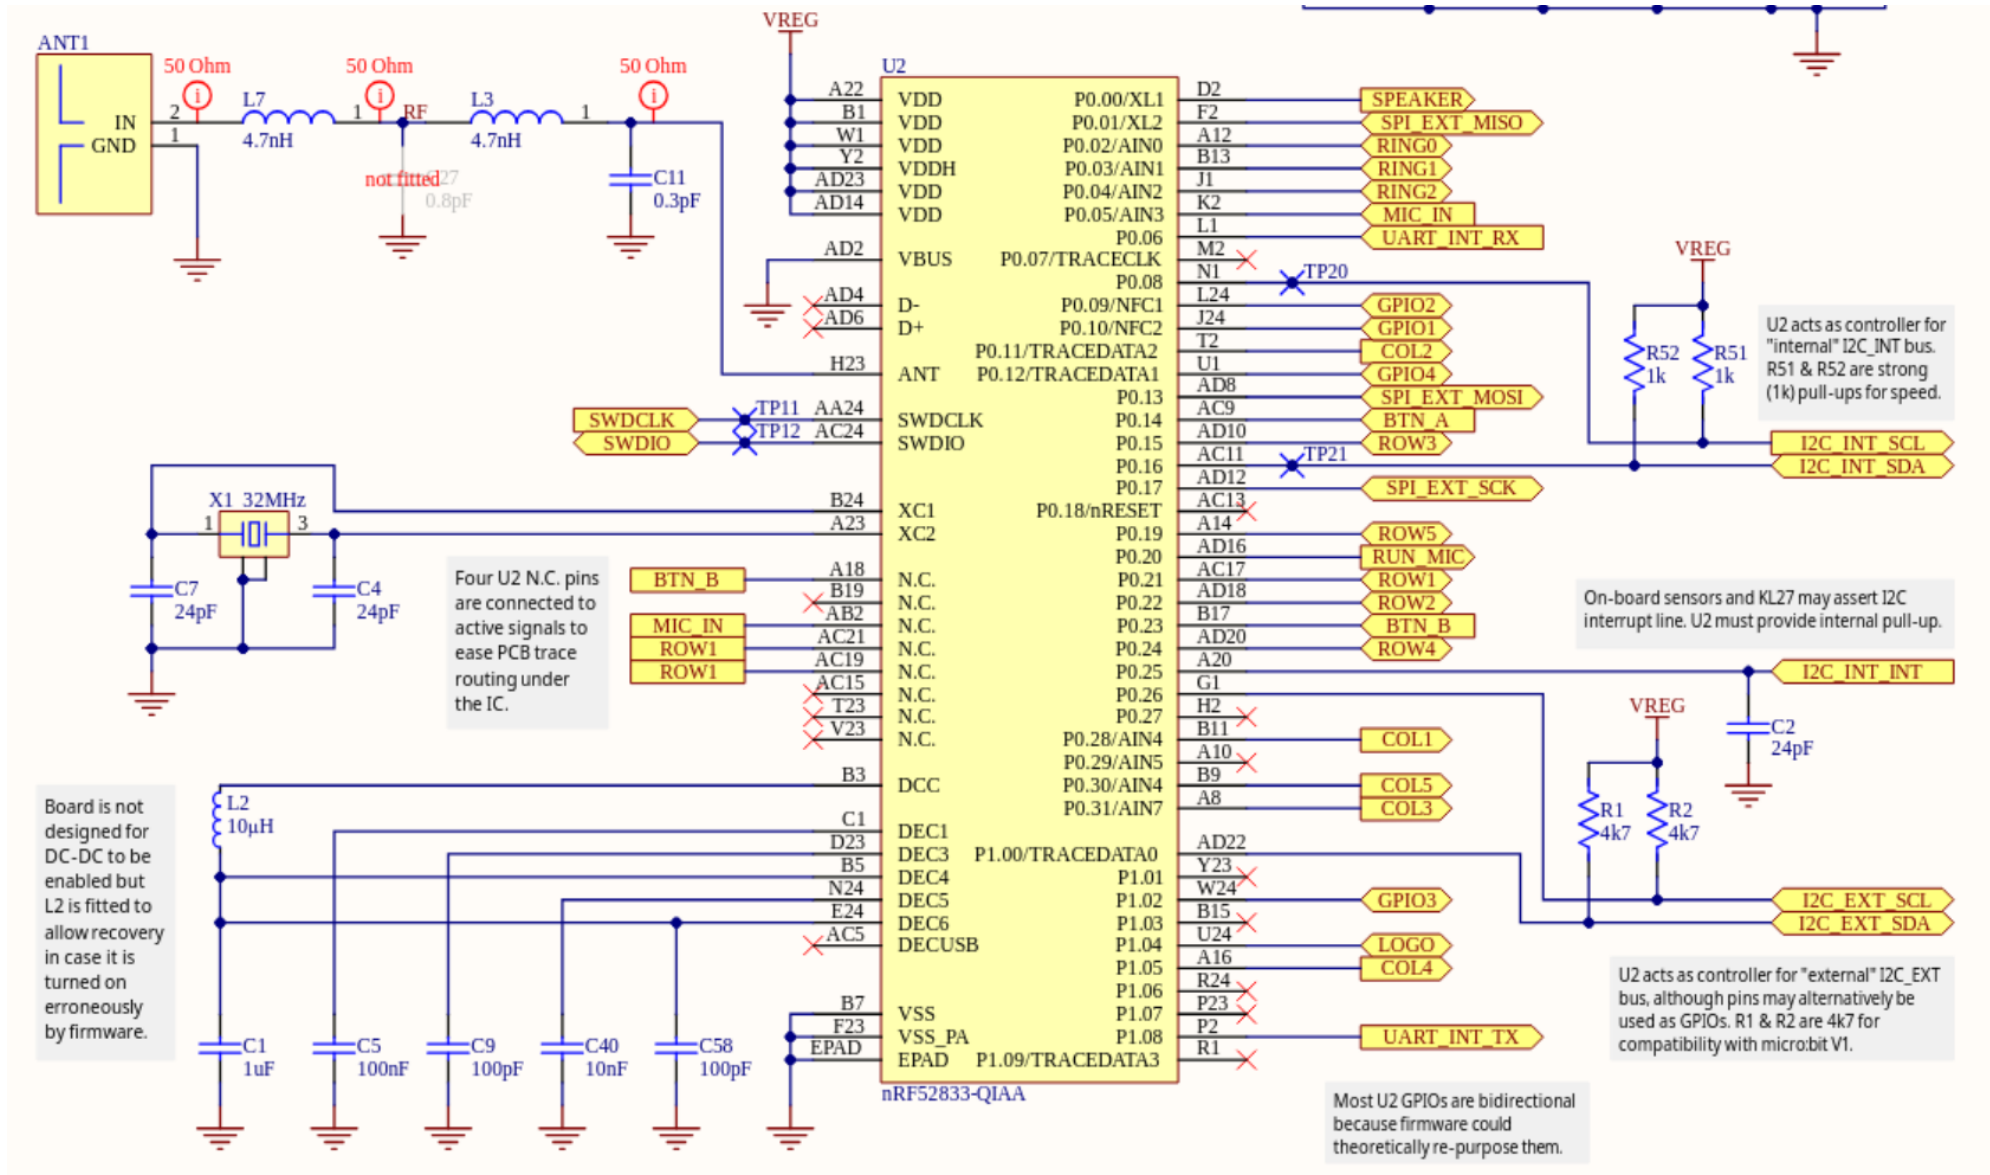 VREG
ANT1
50 Ohm
50 Ohm
50 Ohm
i
i
i
L7
4.7nH
L3
4.7nH
2
1
1
1
IN
GND
RF
not fitted
C27
0.8pF
C11
0.3pF
U2
A22 VDD
B1 VDD
W1 VDD
Y2 VDDH
AD23 VDD
AD14 VDD
AD2 VBUS
AD4 D-
AD6 D+
H23 ANT
SWDCLK TP11 AA24 SWDCLK
SWDIO TP12 AC24 SWDIO
X1 32MHz
1
3
C7
24pF
C4
24pF
B24 XC1
A23 XC2
Four U2 N.C. pins
are connected to
active signals to
ease PCB trace
routing under
the IC.
BTN_B A18 N.C.
B19 N.C.
MIC_IN AB2 N.C.
ROW1 AC21 N.C.
ROW1 AC19 N.C.
AC15 N.C.
T23 N.C.
V23 N.C.
B3 DCC
L2
10µH
Board is not
designed for
DC-DC to be
enabled but
L2 is fitted to
allow recovery
in case it is
turned on
erroneously
by firmware.
C1 DEC1
D23 DEC3
B5 DEC4
N24 DEC5
E24 DEC6
AC5 DECUSB
B7 VSS
F23 VSS_PA
EPAD EPAD
C1
1uF
C5
100nF
C9
100pF
C40
10nF
C58
100pF
nRF52833-QIAA
P0.00/XL1 D2 SPEAKER
P0.01/XL2 F2 SPI_EXT_MISO
P0.02/AIN0 A12 RING0
P0.03/AIN1 B13 RING1
P0.04/AIN2 J1 RING2
P0.05/AIN3 K2 MIC_IN
P0.06 L1 UART_INT_RX
P0.07/TRACECLK M2
P0.08 N1 TP20
P0.09/NFC1 L24 GPIO2
P0.10/NFC2 J24 GPIO1
P0.11/TRACEDATA2 T2 COL2
P0.12/TRACEDATA1 U1 GPIO4
P0.13 AD8 SPI_EXT_MOSI
P0.14 AC9 BTN_A
P0.15 AD10 ROW3
P0.16 AC11 TP21
P0.17 AD12 SPI_EXT_SCK
P0.18/nRESET AC13
P0.19 A14 ROW5
P0.20 AD16 RUN_MIC
P0.21 AC17 ROW1
P0.22 AD18 ROW2
P0.23 B17 BTN_B
P0.24 AD20 ROW4
P0.25 A20 I2C_INT_INT
P0.26 G1
P0.27 H2
P0.28/AIN4 B11 COL1
P0.29/AIN5 A10
P0.30/AIN4 B9 COL5
P0.31/AIN7 A8 COL3
P1.00/TRACEDATA0 AD22
P1.01 Y23
P1.02 W24 GPIO3
P1.03 B15
P1.04 U24 LOGO
P1.05 A16 COL4
P1.06 R24
P1.07 P23
P1.08 P2 UART_INT_TX
P1.09/TRACEDATA3 R1
VREG
R52
1k
R51
1k
U2 acts as controller for
"internal" I2C_INT bus.
R51 & R52 are strong
(1k) pull-ups for speed.
I2C_INT_SCL
I2C_INT_SDA
On-board sensors and KL27 may assert I2C
interrupt line. U2 must provide internal pull-up.
VREG
C2
24pF
R1
4k7
R2
4k7
I2C_EXT_SCL
I2C_EXT_SDA
U2 acts as controller for "external" I2C_EXT
bus, although pins may alternatively be
used as GPIOs. R1 & R2 are 4k7 for
compatibility with micro:bit V1.
Most U2 GPIOs are bidirectional
because firmware could
theoretically re-purpose them.